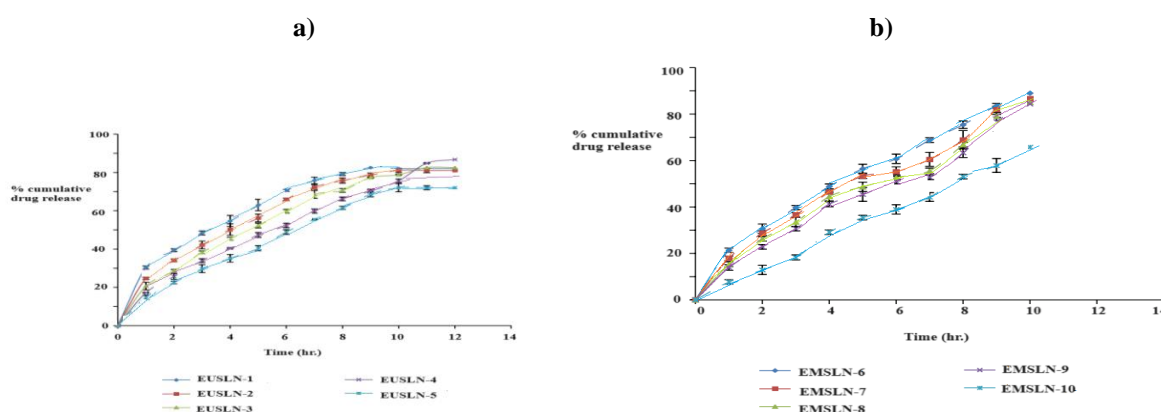 a)
100
80
% cumulative
drug release
60
40
20
0
0 2 4 6 8 10 12 14
Time (hr.)
EUSLN-1
EUSLN-2
EUSLN-3
EUSLN-4
EUSLN-5
b)
100
80
% cumulative
drug release
60
40
20
0
0 2 4 6 8 10 12 14
Time (hr.)
EMSLN-6
EMSLN-7
EMSLN-8
EMSLN-9
EMSLN-10